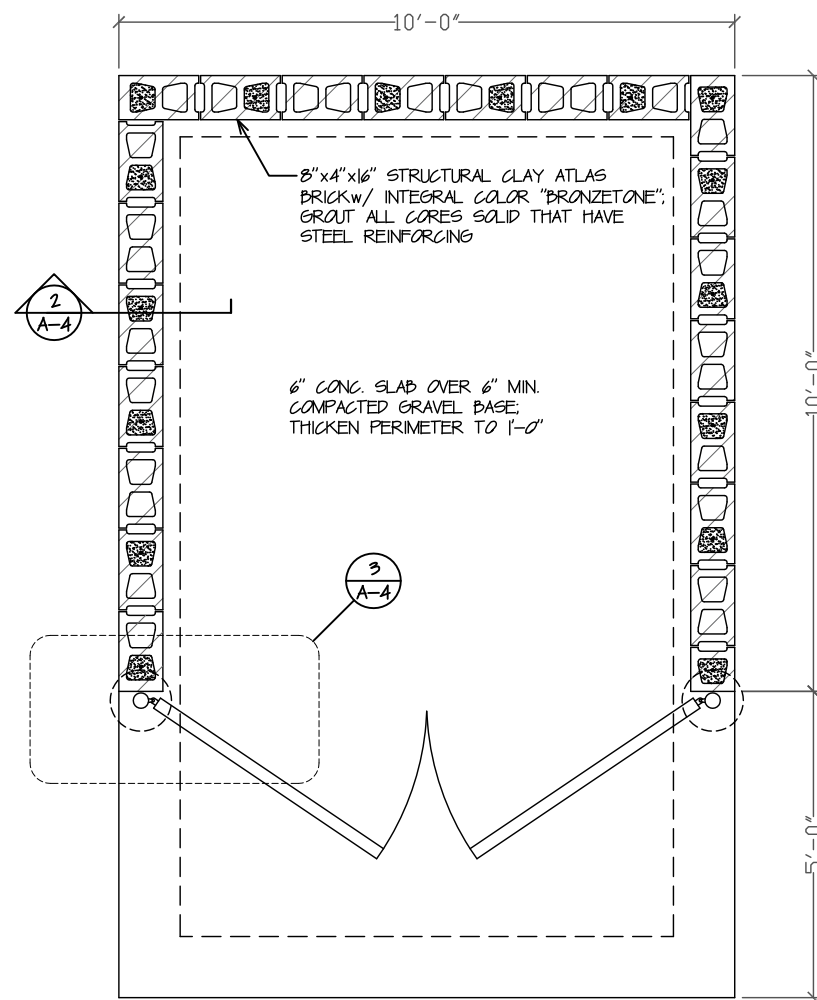 10'-0"
8"x4"x16" STRUCTURAL CLAY ATLAS
BRICK w/ INTEGRAL COLOR "BRONZETONE";
GROUT ALL CORES SOLID THAT HAVE
STEEL REINFORCING
2
A-4
10'-0"
6" CONC. SLAB OVER 6" MIN.
COMPACTED GRAVEL BASE;
THICKEN PERIMETER TO 1'-0"
3
A-4
5'-0"